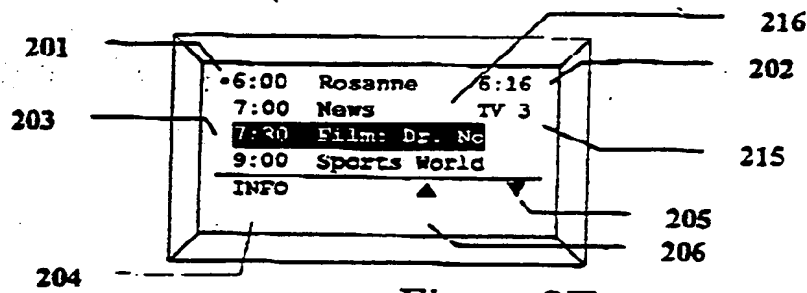 216
201
202
•6:00 Rosanne 6:16
7:00 News TV 3
203
7:30 Film: Dr. No
9:00 Sports World
215
INFO ▲ ▼
205
206
204